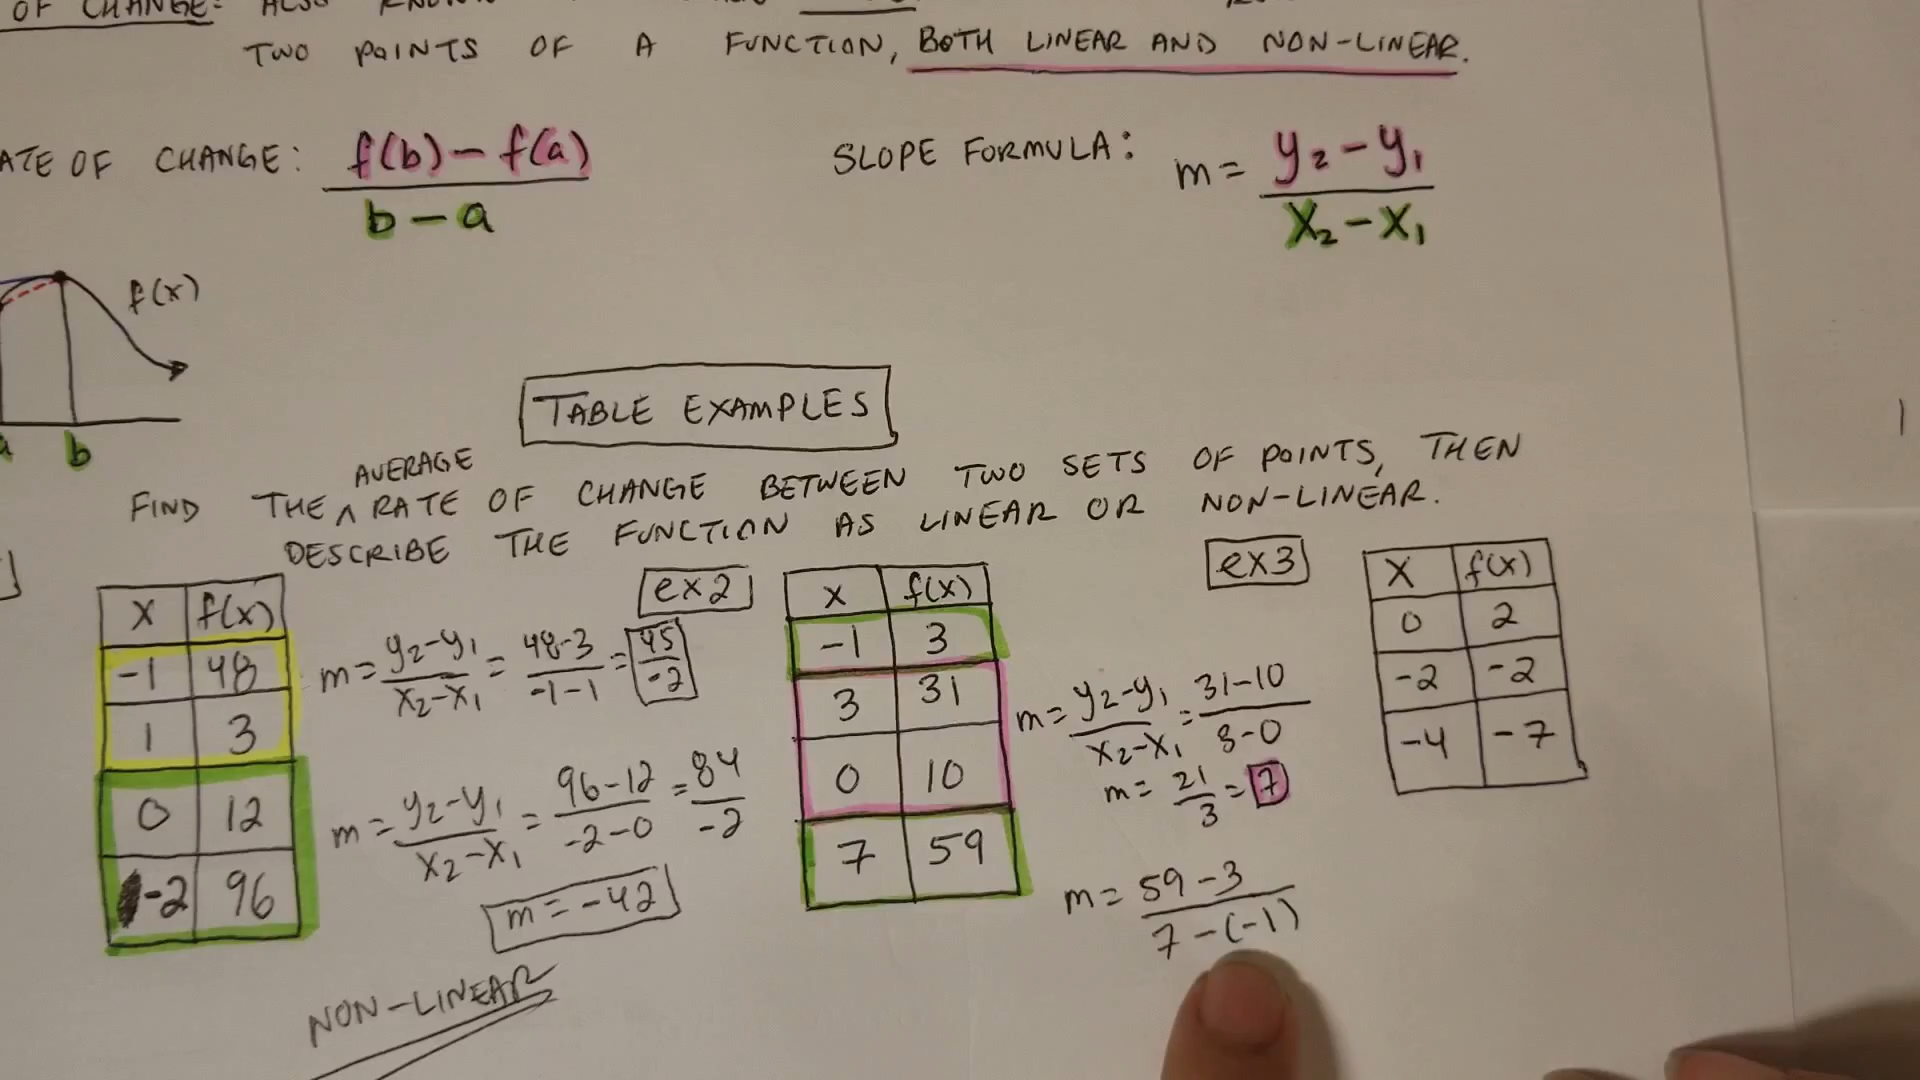 OF CHANGE: ALSO KNOWN
TWO POINTS OF A FUNCTION, BOTH LINEAR AND NON-LINEAR.
ATE OF CHANGE: f(b) - f(a) / b - a
SLOPE FORMULA: m = y₂ - y₁ / x₂ - x₁
f(x)
a b
TABLE EXAMPLES
AVERAGE
FIND THE ^ RATE OF CHANGE BETWEEN TWO SETS OF POINTS, THEN
DESCRIBE THE FUNCTION AS LINEAR OR NON-LINEAR.
x f(x)
-1 48
1 3
0 12
-2 96
m = y₂-y₁ / x₂-x₁ = 48-3 / -1-1 = 45 / -2
m = y₂-y₁ / x₂-x₁ = 96-12 / -2-0 = 84 / -2
m = -42
NON-LINEAR
ex2
x f(x)
-1 3
3 31
0 10
7 59
m = y₂-y₁ / x₂-x₁ = 31-10 / 3-0
m = 21 / 3 = 7
m = 59-3 / 7-(-1)
ex3
x f(x)
0 2
-2 -2
-4 -7